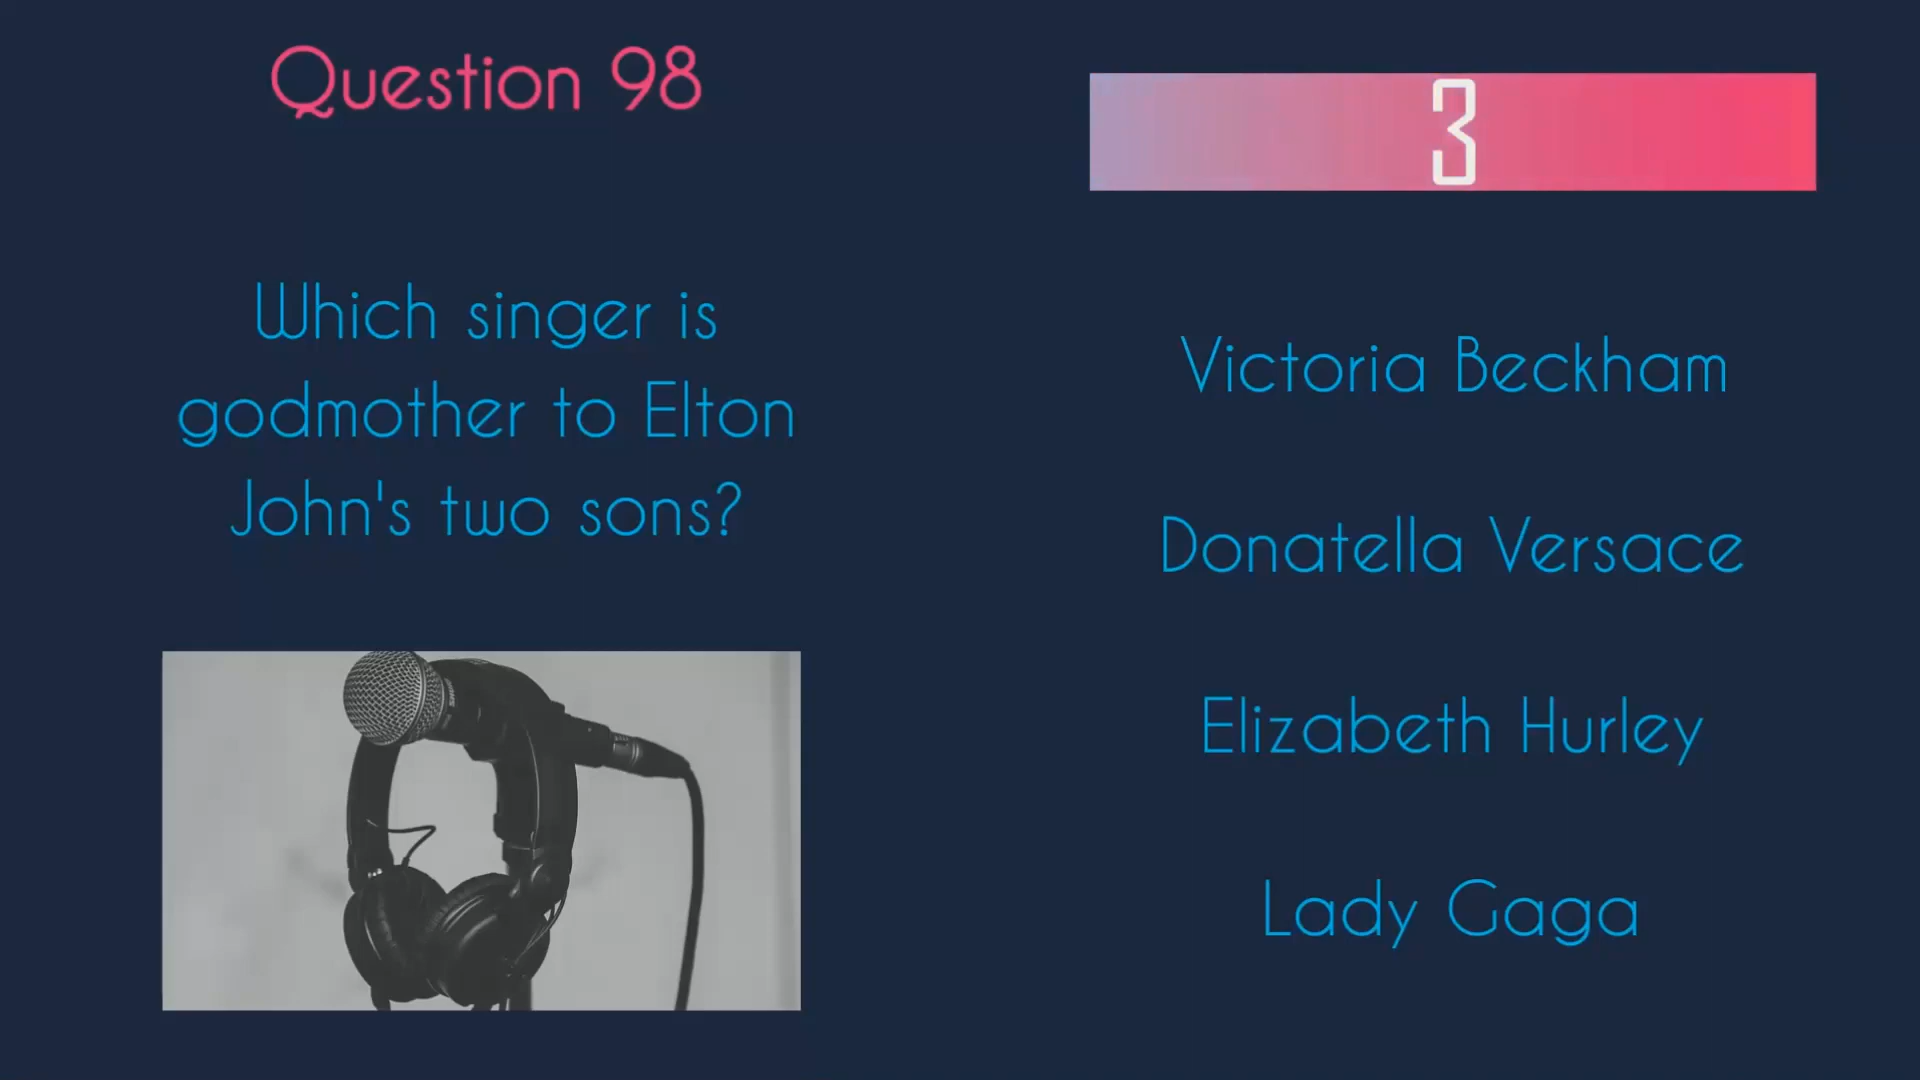 Question 98
3
Which singer is
godmother to Elton
John's two sons?
Victoria Beckham
Donatella Versace
Elizabeth Hurley
Lady Gaga